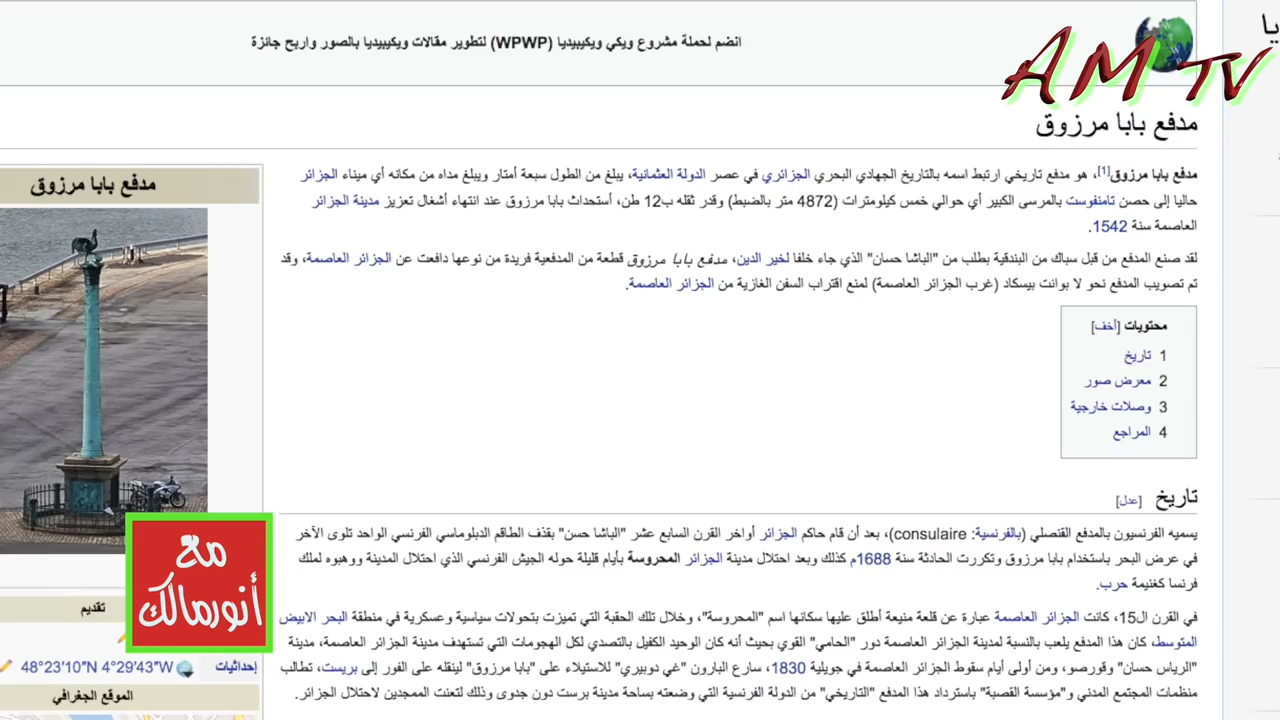 انضم لحملة مشروع ويكي ويكيبيديا (WPWP) لتطوير مقالات ويكيبيديا بالصور واربح جائزة
AM TV
يا
مدفع بابا مرزوق
مدفع بابا مرزوق
مدفع بابا مرزوق[1]، هو مدفع تاريخي ارتبط اسمه بالتاريخ الجهادي البحري الجزائري في عصر الدولة العثمانية، يبلغ من الطول سبعة أمتار ويبلغ مداه من مكانه أي ميناء الجزائر
حاليا إلى حصن تامنفوست بالمرسى الكبير أي حوالي خمس كيلومترات (4872 متر بالضبط) وقدر ثقله ب12 طن، أستحداث بابا مرزوق عند انتهاء أشغال تعزيز مدينة الجزائر
العاصمة سنة 1542.
لقد صنع المدفع من قبل سباك من البندقية بطلب من "الباشا حسان" الذي جاء خلفا لخير الدين، مدفع بابا مرزوق قطعة من المدفعية فريدة من نوعها دافعت عن الجزائر العاصمة، وقد
تم تصويب المدفع نحو لا بوانت بيسكاد (غرب الجزائر العاصمة) لمنع اقتراب السفن الغازية من الجزائر العاصمة.
محتويات [أخف]
1 تاريخ
2 معرض صور
3 وصلات خارجية
4 المراجع
تاريخ [عدل]
يسميه الفرنسيون بالمدفع القنصلي (بالفرنسية: consulaire)، بعد أن قام حاكم الجزائر أواخر القرن السابع عشر "الباشا حسن" بقذف الطاقم الدبلوماسي الفرنسي الواحد تلوى الآخر
في عرض البحر باستخدام بابا مرزوق وتكررت الحادثة سنة 1688م كذلك وبعد احتلال مدينة الجزائر المحروسة بأيام قليلة حوله الجيش الفرنسي الذي احتلال المدينة ووهبوه لملك
فرنسا كغنيمة حرب.
في القرن ال15، كانت الجزائر العاصمة عبارة عن قلعة منيعة أطلق عليها سكانها اسم "المحروسة"، وخلال تلك الحقبة التي تميزت بتحولات سياسية وعسكرية في منطقة البحر الابيض
المتوسط، كان هذا المدفع يلعب بالنسبة لمدينة الجزائر العاصمة دور "الحامي" القوي بحيث أنه كان الوحيد الكفيل بالتصدي لكل الهجومات التي تستهدف مدينة الجزائر العاصمة، مدينة
"الرياس حسان" وقورصو، ومن أولى أيام سقوط الجزائر العاصمة في جويلية 1830، سارع البارون "غي دوبيري" للاستيلاء على "بابا مرزوق" لينقله على الفور إلى بريست، تطالب
منظمات المجتمع المدني و"مؤسسة القصبة" باسترداد هذا المدفع "التاريخي" من الدولة الفرنسية التي وضعته بساحة مدينة برست دون جدوى وذلك لتعنت الممجدين لاحتلال الجزائر.
مع
أنورمالك
تقديم
إحداثيات 48°23′10″N 4°29′43″W
الموقع الجغرافي